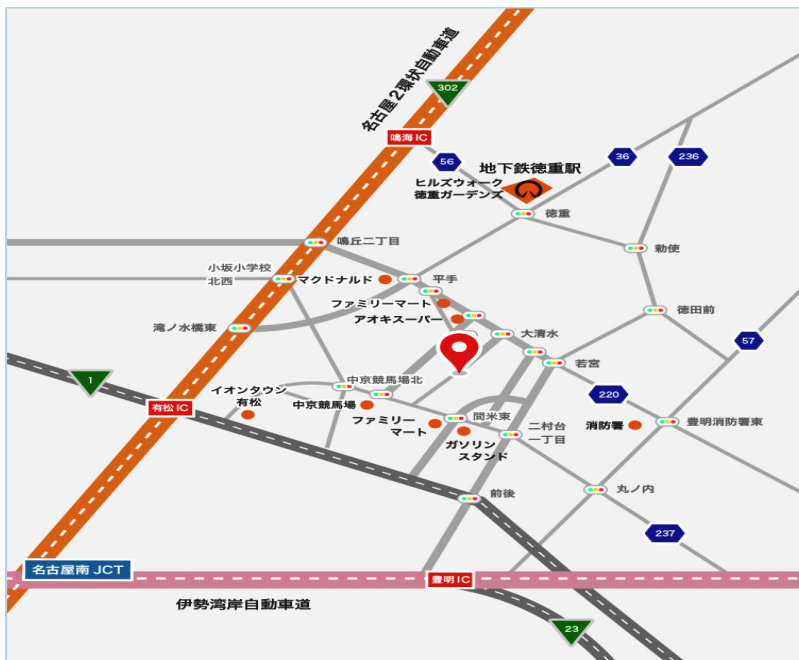 名古屋2環状自動車道
302
鳴海 IC
56
地下鉄徳重駅
36
236
ヒルズウォーク
徳重ガーデンズ
徳重
鳴丘二丁目
勅使
小坂小学校
北西
マクドナルド
平手
ファミリーマート
アオキスーパー
徳田前
滝ノ水橋東
大清水
57
若宮
1
イオンタウン
有松
中京競馬場北
220
有松 IC
中京競馬場
ファミリー
マート
間米東
ガソリン
スタンド
二村台
一丁目
消防署
豊明消防署東
前後
丸ノ内
237
名古屋南 JCT
豊明 IC
伊勢湾岸自動車道
23